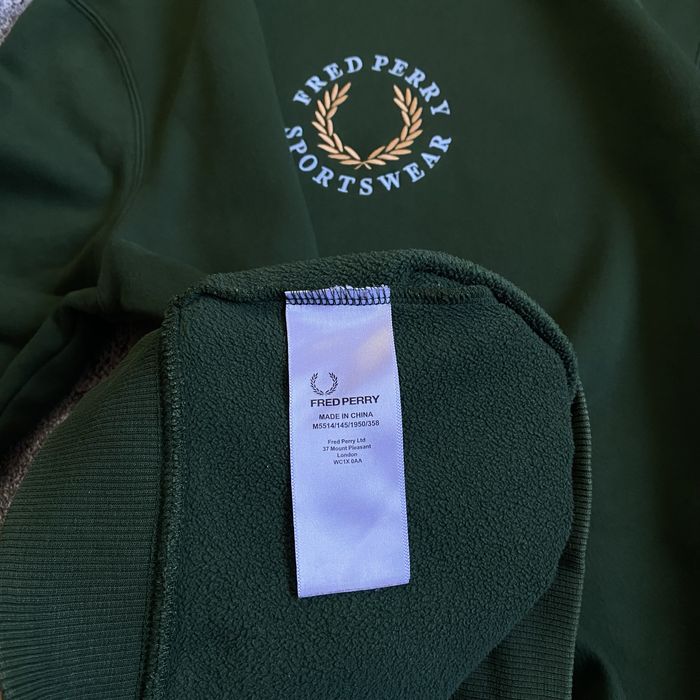 FRED PERRY
SPORTSWEAR
FRED PERRY
MADE IN CHINA
M5514/145/1950/358
Fred Perry Ltd
37 Mount Pleasant
London
WC1X 0AA